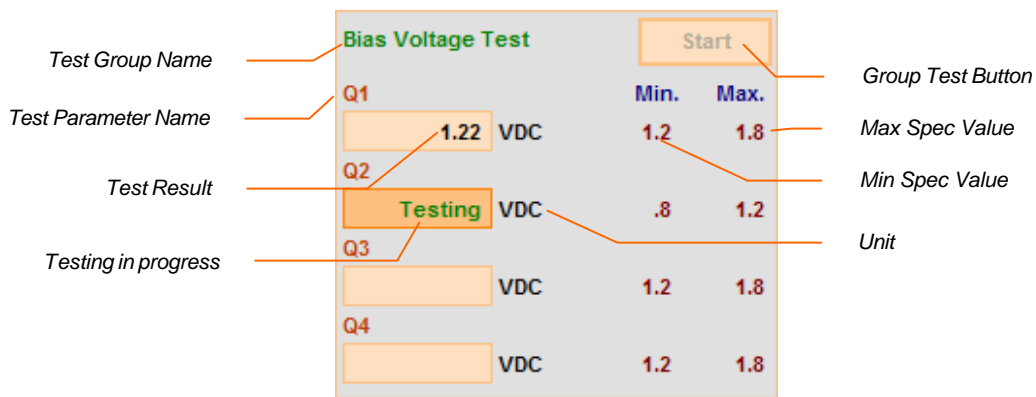 Bias Voltage Test Start
Test Group Name
Group Test Button
Q1 Min. Max.
Test Parameter Name
1.22 VDC 1.2 1.8
Max Spec Value
Q2
Test Result
Min Spec Value
Testing VDC .8 1.2
Unit
Q3
Testing in progress
VDC 1.2 1.8
Q4
VDC 1.2 1.8